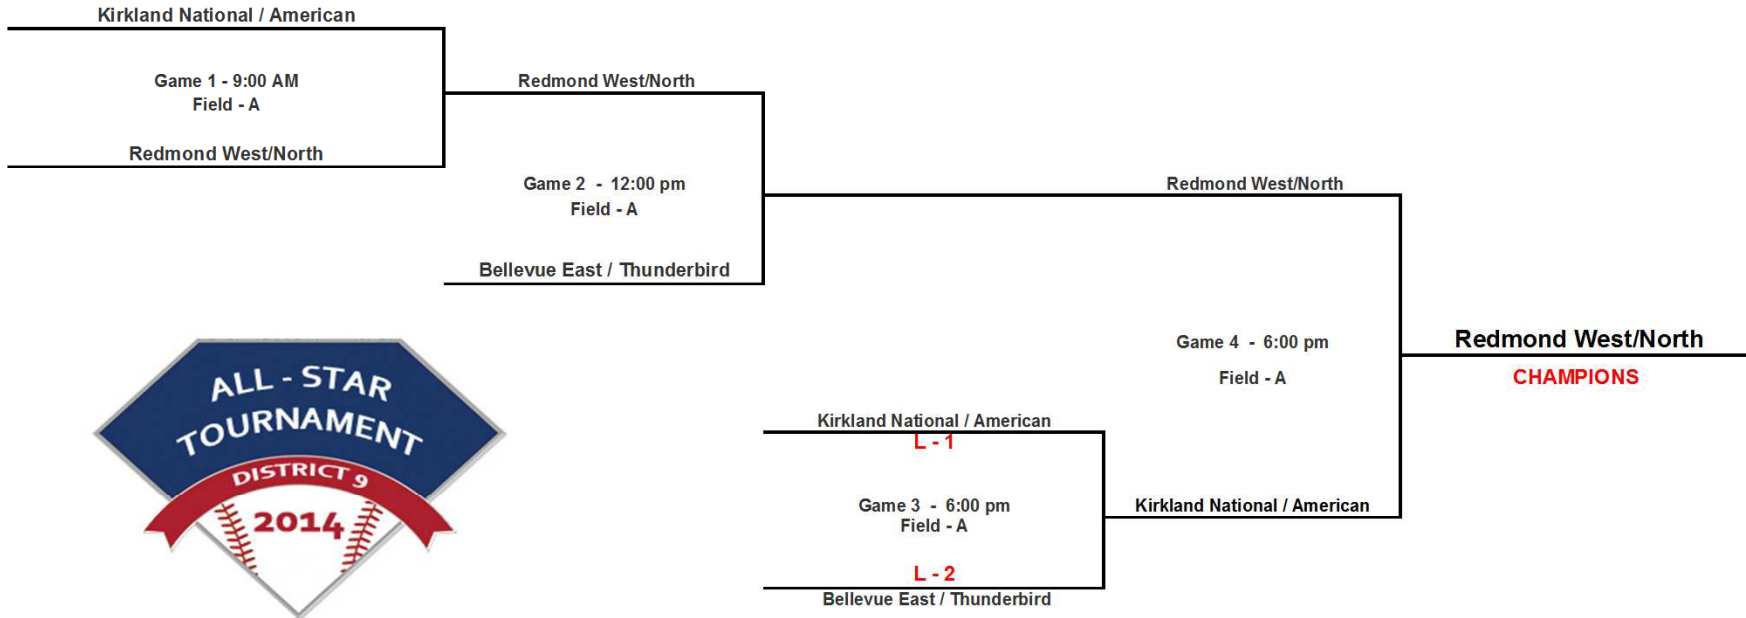 Kirkland National / American
Game 1 - 9:00 AM
Field - A
Redmond West/North
Redmond West/North
Game 2 - 12:00 pm
Field - A
Bellevue East / Thunderbird
Redmond West/North
Game 4 - 6:00 pm
Field - A
Redmond West/North
CHAMPIONS
Kirkland National / American
L - 1
Game 3 - 6:00 pm
Field - A
L - 2
Bellevue East / Thunderbird
Kirkland National / American
ALL - STAR
TOURNAMENT
DISTRICT 9
2014